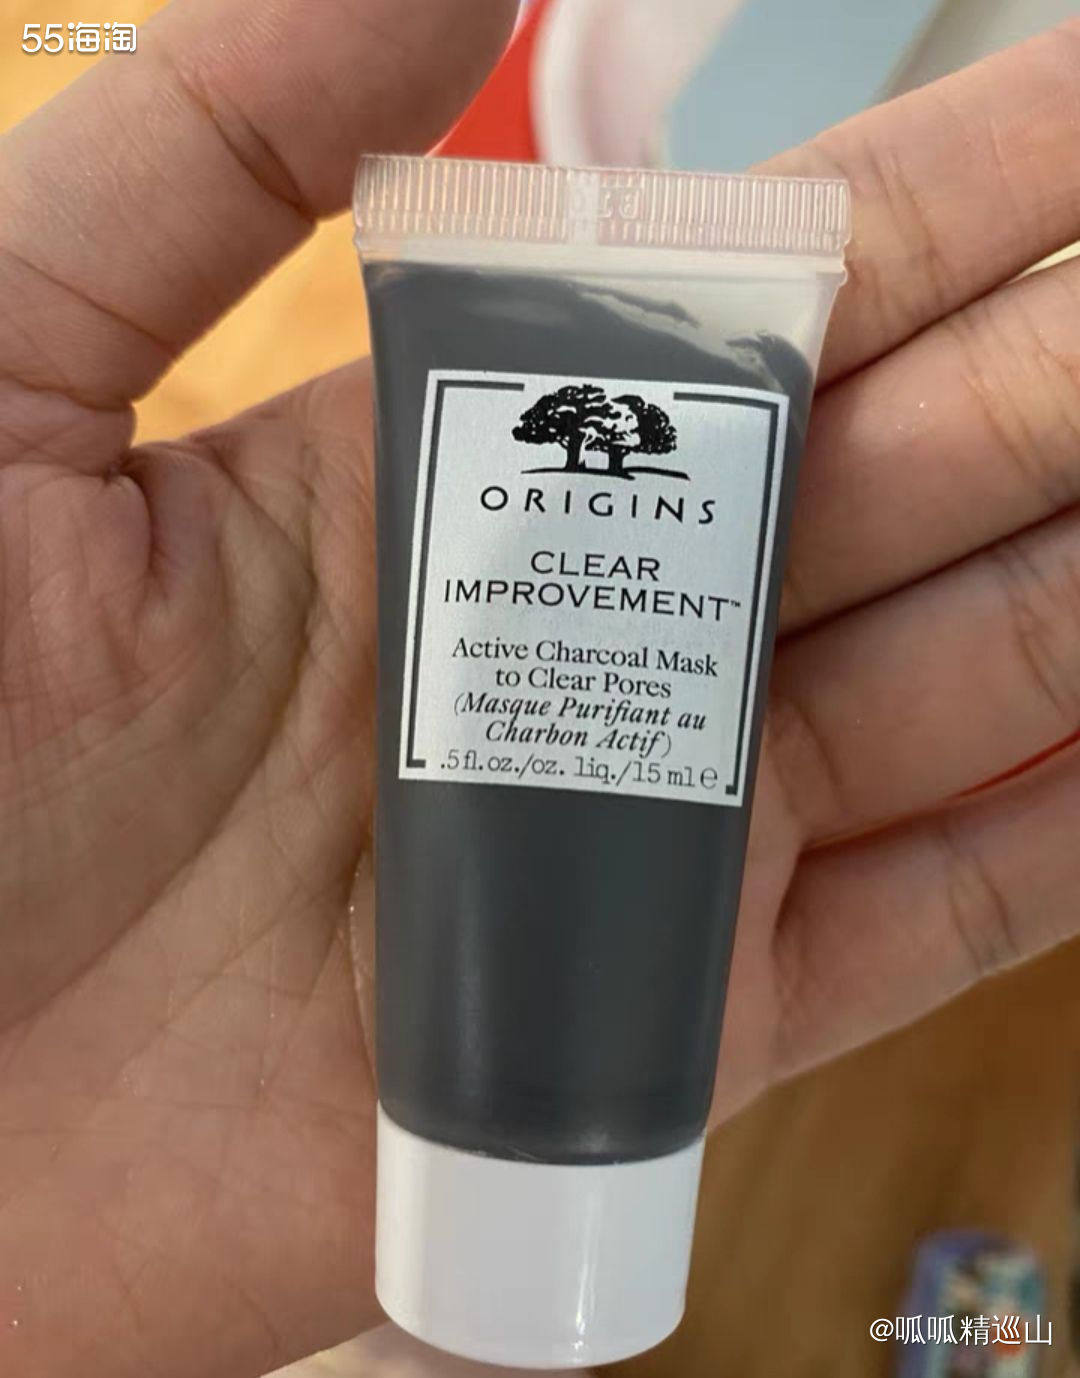 55海淘
ORIGINS
CLEAR
IMPROVEMENT™
Active Charcoal Mask
to Clear Pores
(Masque Purifiant au
Charbon Actif)
.5 fl. oz./oz. liq./15 ml ℮
@呱呱精巡山